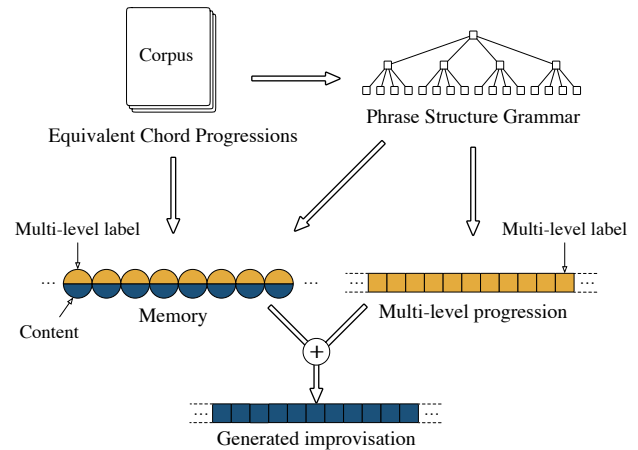 Corpus
Equivalent Chord Progressions
Phrase Structure Grammar
Multi-level label
Multi-level label
... ...
... ...
Content
Memory
Multi-level progression
+
... ...
Generated improvisation